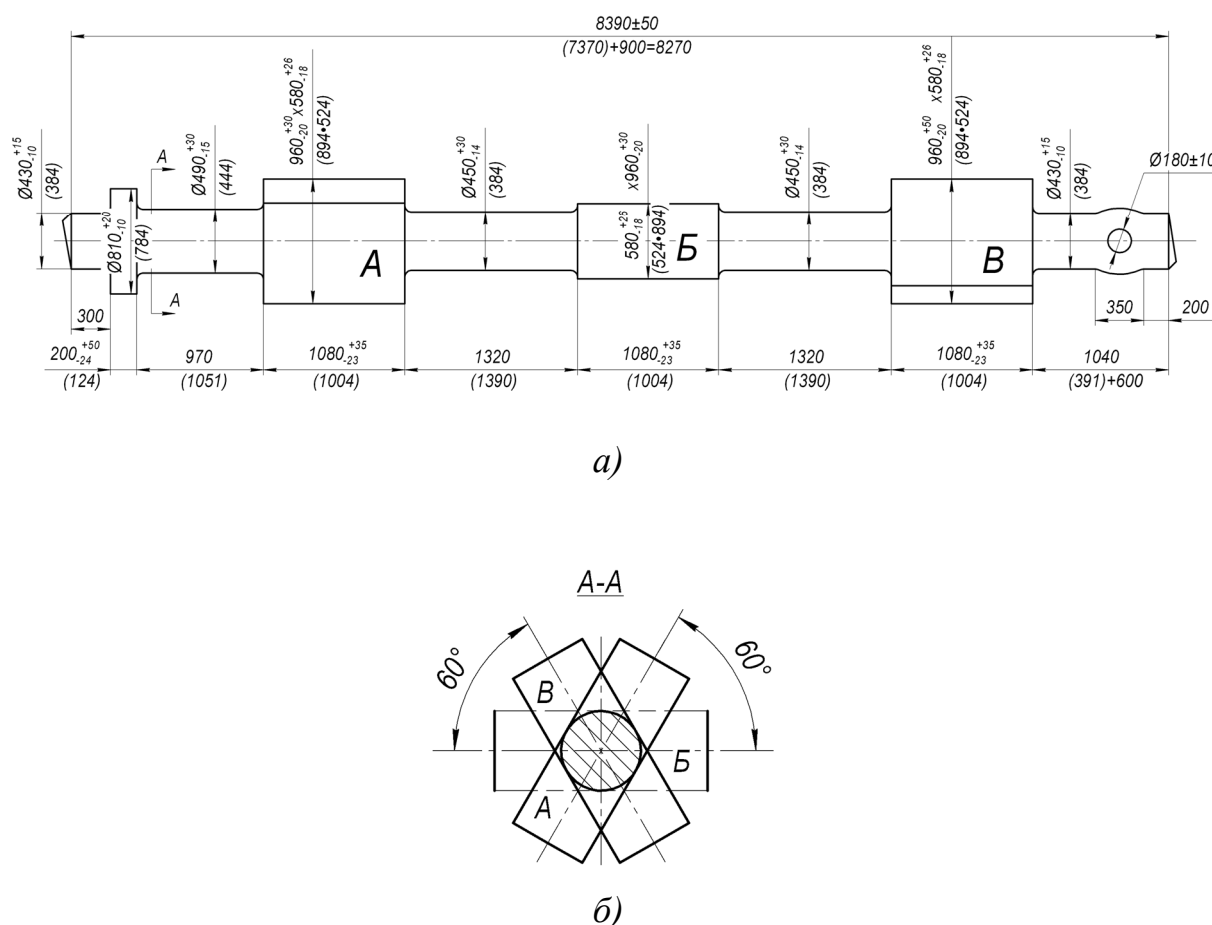 8390±50
(7370)+900=8270
Ø430 +15 -10
(384)
Ø810 +20 -10
(784)
A
A
Ø490 +30 -15
(444)
960 +30 -20 x580 +26 -18
(894•524)
Ø450 +30 -14
(384)
x960 +30 -20
580 +25 -18
(524•894)
Ø450 +30 -14
(384)
960 +50 -20 x580 +26 -18
(894•524)
Ø430 +15 -10
(384)
Ø180±10
А
Б
В
300
350
200
200 +50 -24
(124)
970
(1051)
1080 +35 -23
(1004)
1320
(1390)
1080 +35 -23
(1004)
1320
(1390)
1080 +35 -23
(1004)
1040
(391)+600
а)
А-А
60°
60°
В
Б
А
б)